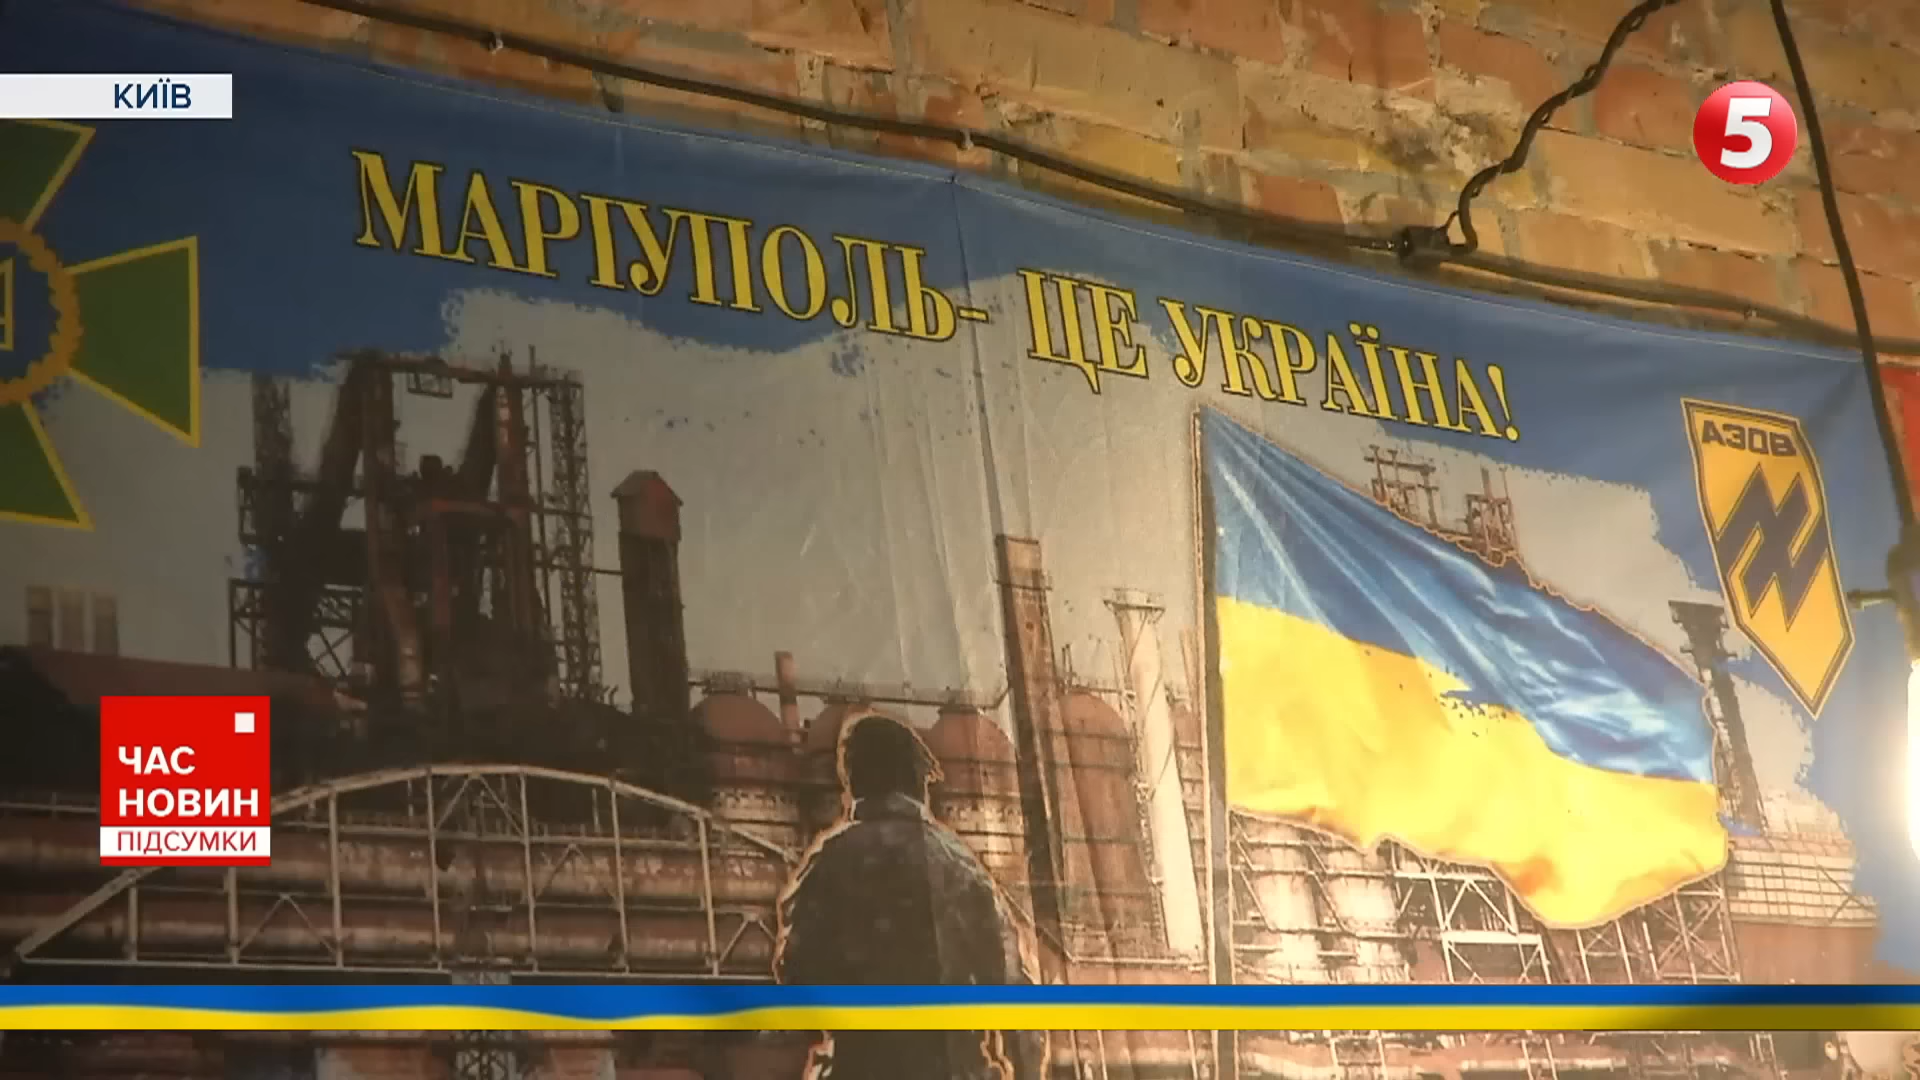 КИЇВ
5
МАРІУПОЛЬ- ЦЕ УКРАЇНА!
АЗОВ
ЧАС
НОВИН
ПІДСУМКИ